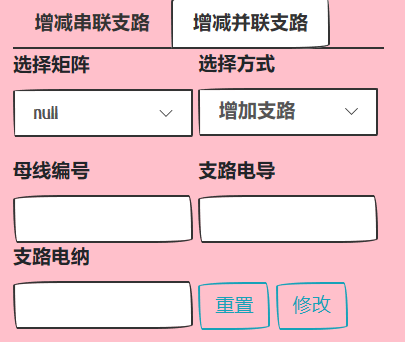 增减串联支路 增减并联支路
选择矩阵 选择方式
null 增加支路
母线编号 支路电导
支路电纳
重置 修改